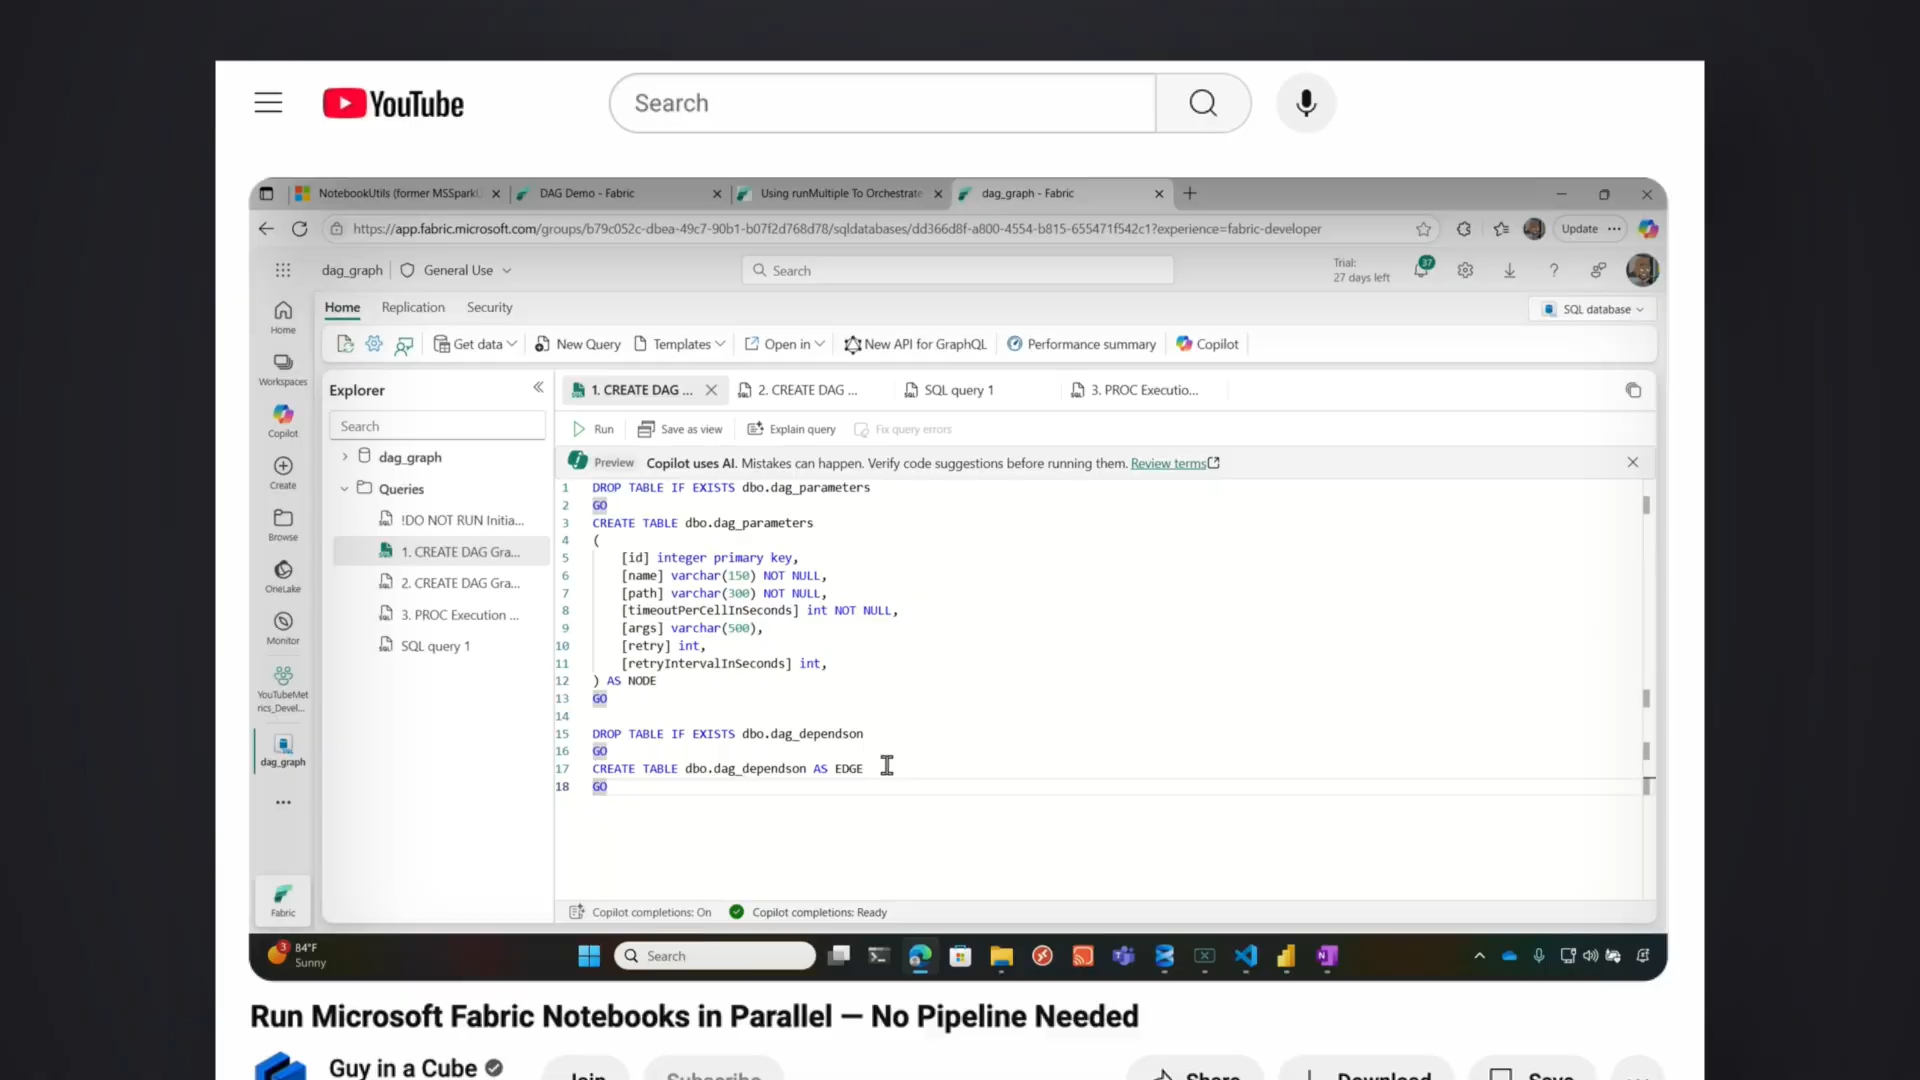 YouTube
Search
NotebookUtils (former MSSparkU
DAG Demo - Fabric
Using runMultiple To Orchestrate
dag_graph - Fabric
https://app.fabric.microsoft.com/groups/b79c052c-dbea-49c7-90b1-b07f2d768d78/sqldatabases/dd366d8f-a800-4554-b815-655471f542c1?experience=fabric-developer
Update
dag_graph
General Use
Search
Trial:
27 days left
37
Home
Replication
Security
SQL database
Get data
New Query
Templates
Open in
New API for GraphQL
Performance summary
Copilot
Home
Workspaces
Copilot
Create
Browse
OneLake
Monitor
YouTubeMet
rics_Devel...
dag_graph
Fabric
Explorer
Search
dag_graph
Queries
!DO NOT RUN Initia...
1. CREATE DAG Gra...
2. CREATE DAG Gra...
3. PROC Execution ...
SQL query 1
1. CREATE DAG ...
2. CREATE DAG ...
SQL query 1
3. PROC Executio...
Run
Save as view
Explain query
Fix query errors
Preview
Copilot uses AI. Mistakes can happen. Verify code suggestions before running them. Review terms
1 DROP TABLE IF EXISTS dbo.dag_parameters
2 GO
3 CREATE TABLE dbo.dag_parameters
4 (
5 [id] integer primary key,
6 [name] varchar(150) NOT NULL,
7 [path] varchar(300) NOT NULL,
8 [timeoutPerCellInSeconds] int NOT NULL,
9 [args] varchar(500),
10 [retry] int,
11 [retryIntervalInSeconds] int,
12 ) AS NODE
13 GO
14
15 DROP TABLE IF EXISTS dbo.dag_dependson
16 GO
17 CREATE TABLE dbo.dag_dependson AS EDGE
18 GO
Copilot completions: On
Copilot completions: Ready
3
84°F
Sunny
Search
Run Microsoft Fabric Notebooks in Parallel — No Pipeline Needed
Guy in a Cube
Join
Subscribe
Share
Download
Save